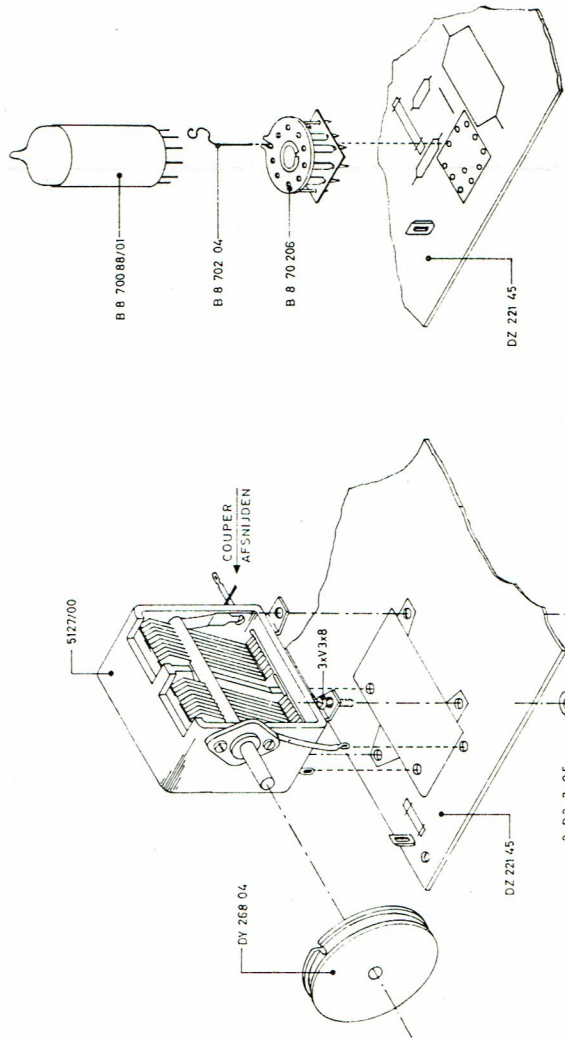 B 8 700 88/01
B 8 702 04
B 8 70 206
DZ 221 45
5127/00
COUPER
AFSNIJDEN
3xV3x8
DY 268 04
DZ 221 45